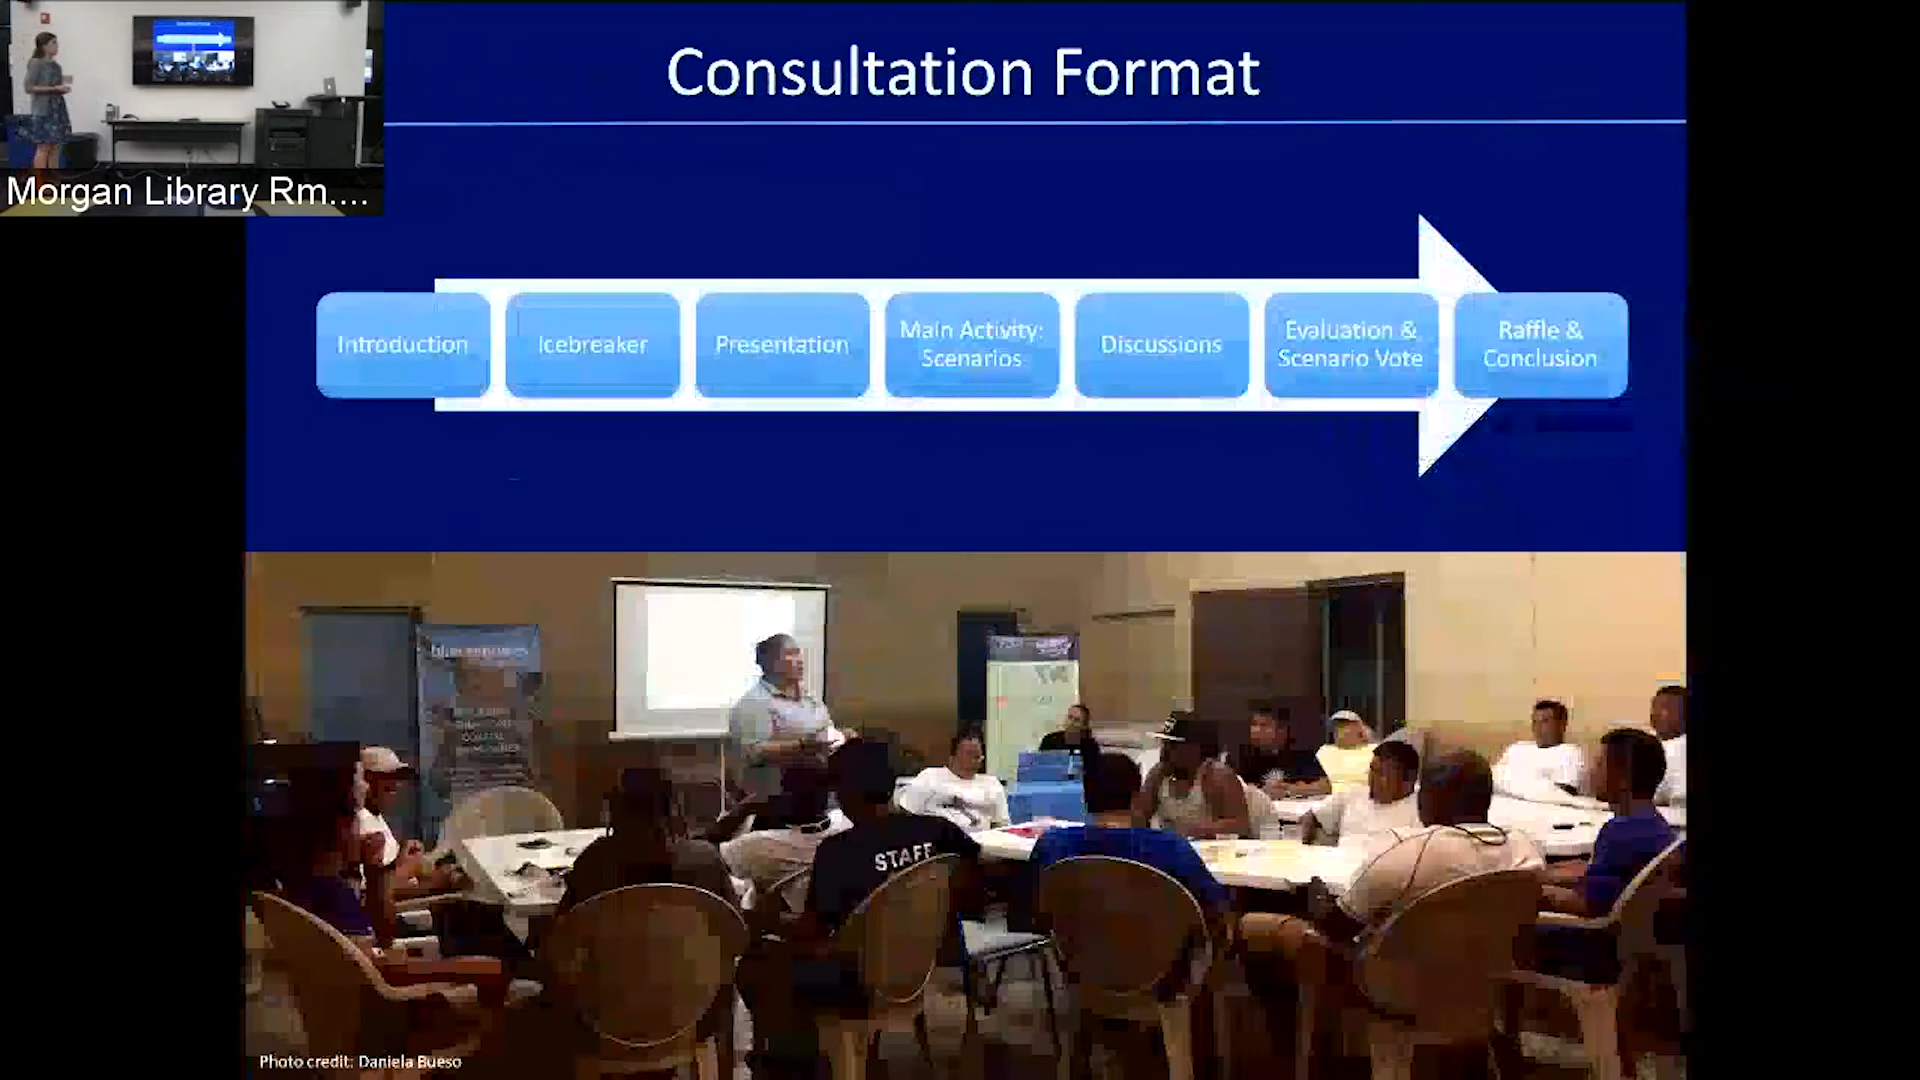 Consultation Format
Morgan Library Rm....
Introduction
Icebreaker
Presentation
Main Activity:
Scenarios
Discussions
Evaluation &
Scenario Vote
Raffle &
Conclusion
STAFF
Photo credit: Daniela Bueso